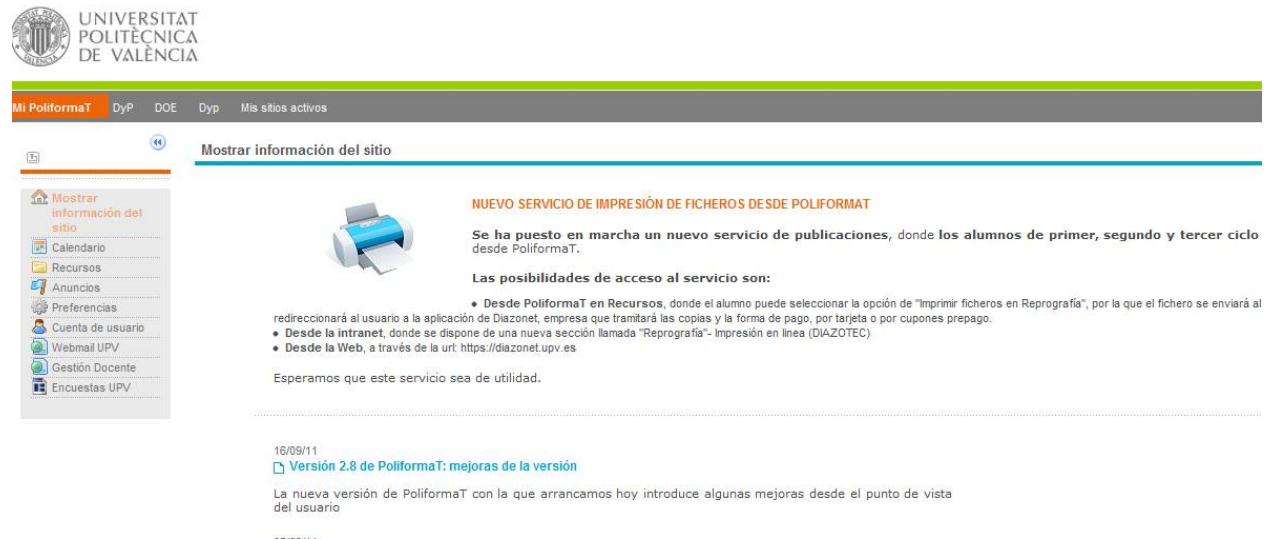 UNIVERSITAT
POLITÈCNICA
DE VALÈNCIA
Mi PoliformaT DyP DOE Dyp Mis sitios activos
Mostrar información del sitio
Mostrar
información del
sitio
Calendario
Recursos
Anuncios
Preferencias
Cuenta de usuario
Webmail UPV
Gestión Docente
Encuestas UPV
NUEVO SERVICIO DE IMPRESIÓN DE FICHEROS DESDE POLIFORMAT
Se ha puesto en marcha un nuevo servicio de publicaciones, donde los alumnos de primer, segundo y tercer ciclo
desde PoliformaT.
Las posibilidades de acceso al servicio son:
• Desde PoliformaT en Recursos, donde el alumno puede seleccionar la opción de "Imprimir ficheros en Reprografía", por la que el fichero se enviará al
redireccionará al usuario a la aplicación de Diazonet, empresa que tramitará las copias y la forma de pago, por tarjeta o por cupones prepago.
• Desde la intranet, donde se dispone de una nueva sección llamada "Reprografía"- Impresión en linea (DIAZOTEC)
• Desde la Web, a través de la url: https://diazonet.upv.es
Esperamos que este servicio sea de utilidad.
16/09/11
Versión 2.8 de PoliformaT: mejoras de la versión
La nueva versión de PoliformaT con la que arrancamos hoy introduce algunas mejoras desde el punto de vista
del usuario